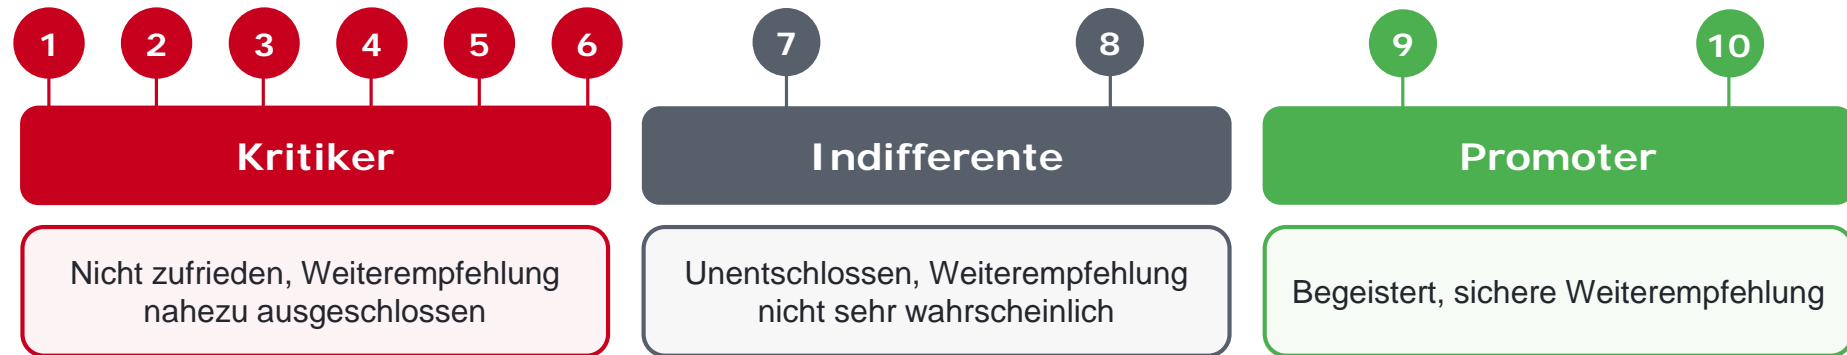 1 2 3 4 5 6 7 8 9 10
Kritiker Indifferente Promoter
Nicht zufrieden, Weiterempfehlung
nahezu ausgeschlossen
Unentschlossen, Weiterempfehlung
nicht sehr wahrscheinlich
Begeistert, sichere Weiterempfehlung